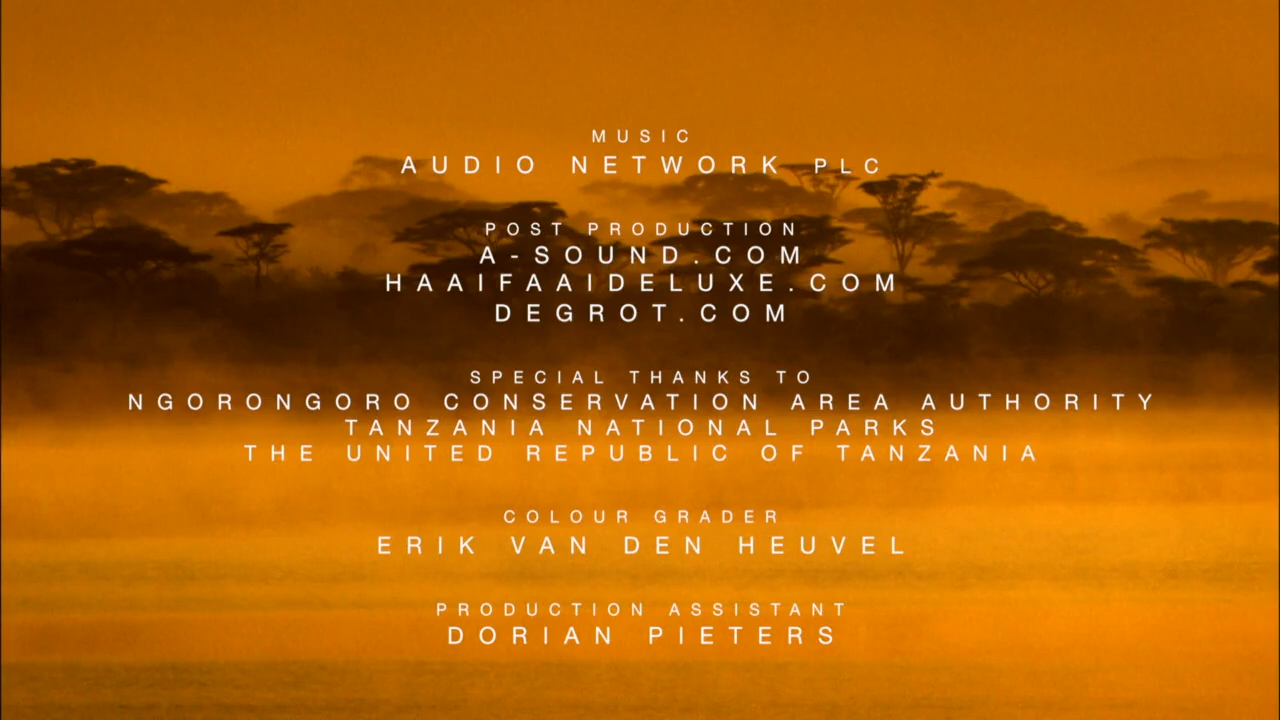 MUSIC
AUDIO NETWORK PLC
POST PRODUCTION
A-SOUND.COM
HAAIFAAIDELUXE.COM
DEGROT.COM
SPECIAL THANKS TO
NGORONGORO CONSERVATION AREA AUTHORITY
TANZANIA NATIONAL PARKS
THE UNITED REPUBLIC OF TANZANIA
COLOUR GRADER
ERIK VAN DEN HEUVEL
PRODUCTION ASSISTANT
DORIAN PIETERS